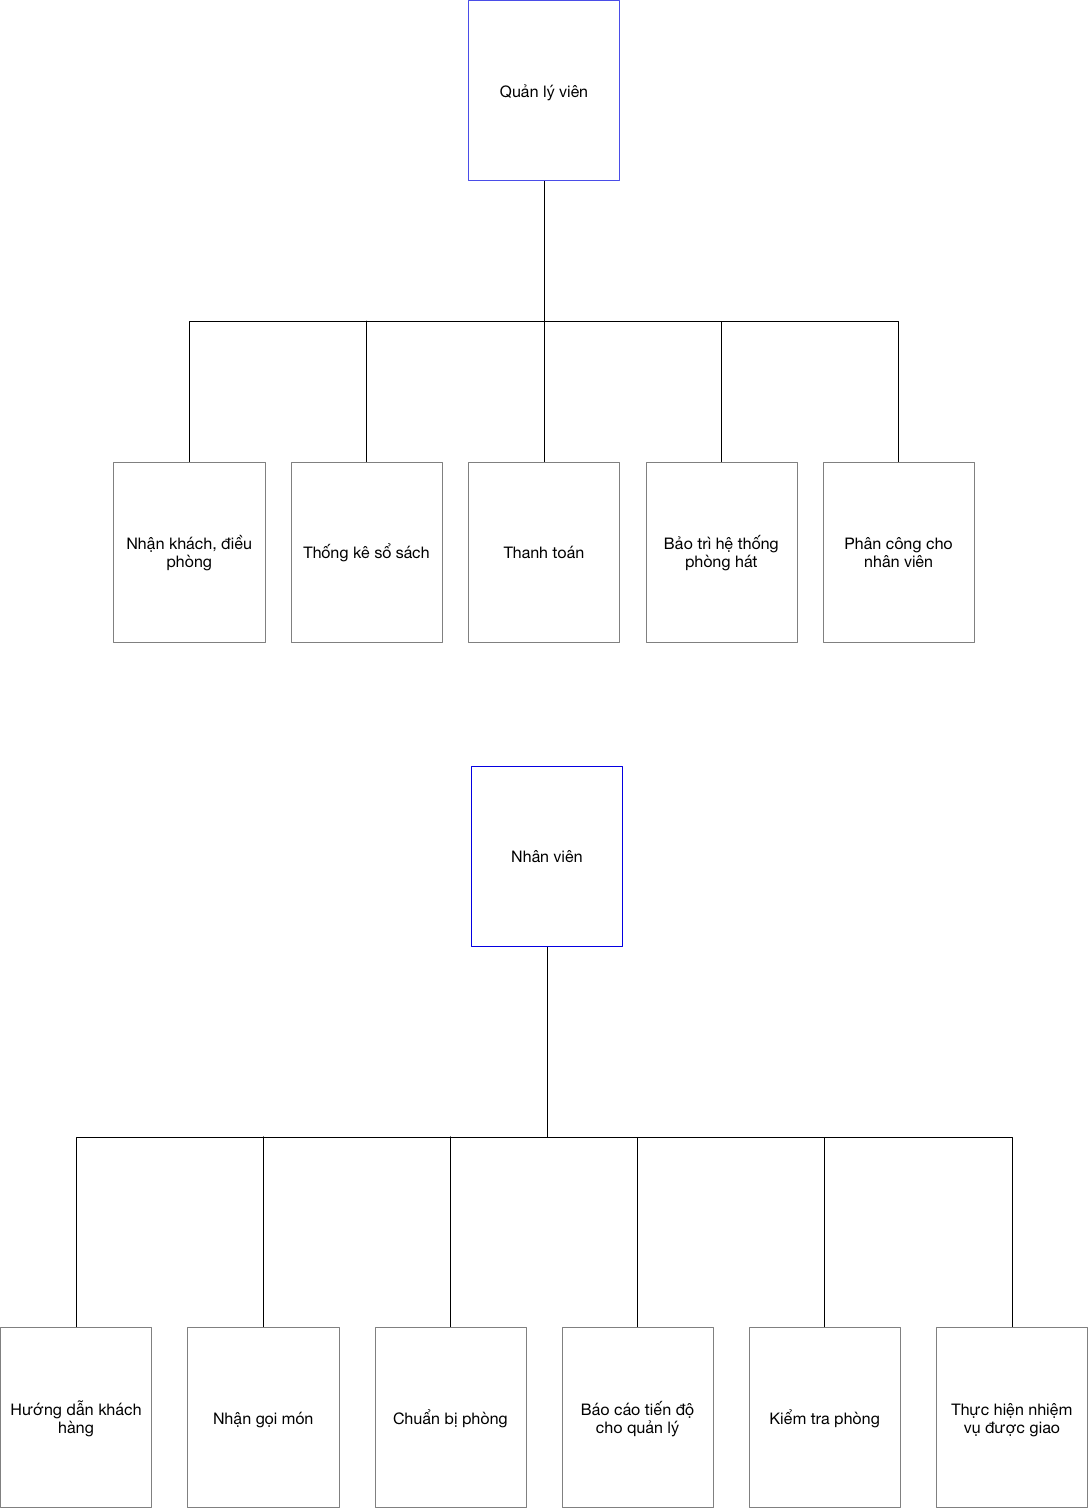 Quản lý viên
Nhận khách, điều
phòng
Thống kê sổ sách
Thanh toán
Bảo trì hệ thống
phòng hát
Phân công cho
nhân viên
Nhân viên
Hướng dẫn khách
hàng
Nhận gọi món
Chuẩn bị phòng
Báo cáo tiến độ
cho quản lý
Kiểm tra phòng
Thực hiện nhiệm
vụ được giao